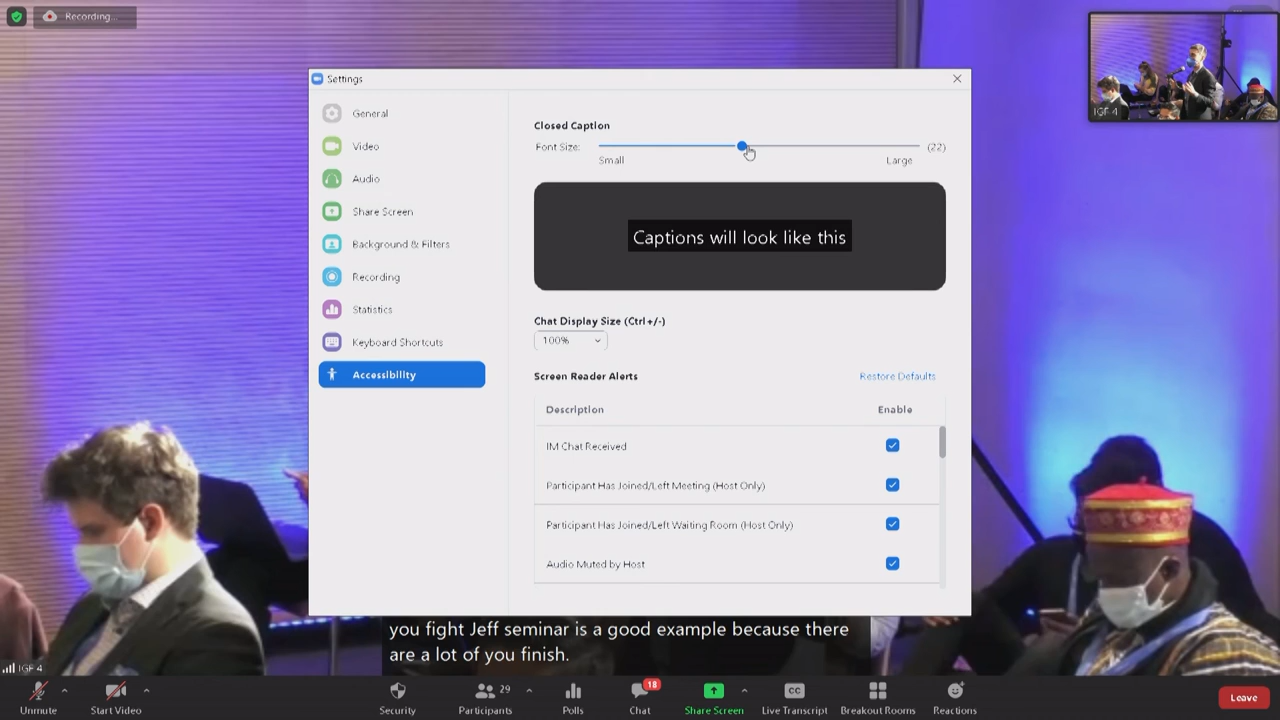 Recording...
IGF 4
Settings
General
Video
Audio
Share Screen
Background & Filters
Recording
Statistics
Keyboard Shortcuts
Accessibility
Closed Caption
Font Size:
(22)
Small
Large
Captions will look like this
Chat Display Size (Ctrl+/-)
100%
Screen Reader Alerts
Restore Defaults
Description
Enable
IM Chat Received
Participant Has Joined/Left Meeting (Host Only)
Participant Has Joined/Left Waiting Room (Host Only)
Audio Muted by Host
you fight Jeff seminar is a good example because there
are a lot of you finish.
IGF 4
Unmute
Start Video
Security
29
Participants
Polls
18
Chat
Share Screen
CC
Live Transcript
Breakout Rooms
Reactions
Leave